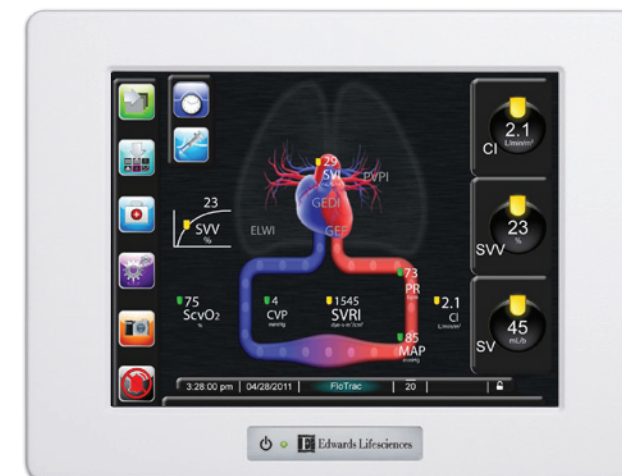 29
SVI
PVPI
GEDI
ELWI
GEF
23
SVV
%
73
PR
75
ScvO2
%
4
CVP
mmHg
1545
SVRI
2.1
CI
L/min/m²
85
MAP
mmHg
2.1
L/min/m²
CI
23
%
SVV
45
mL/b
SV
3:28:00 pm
04/28/2011
FloTrac
20
E
Edwards Lifesciences